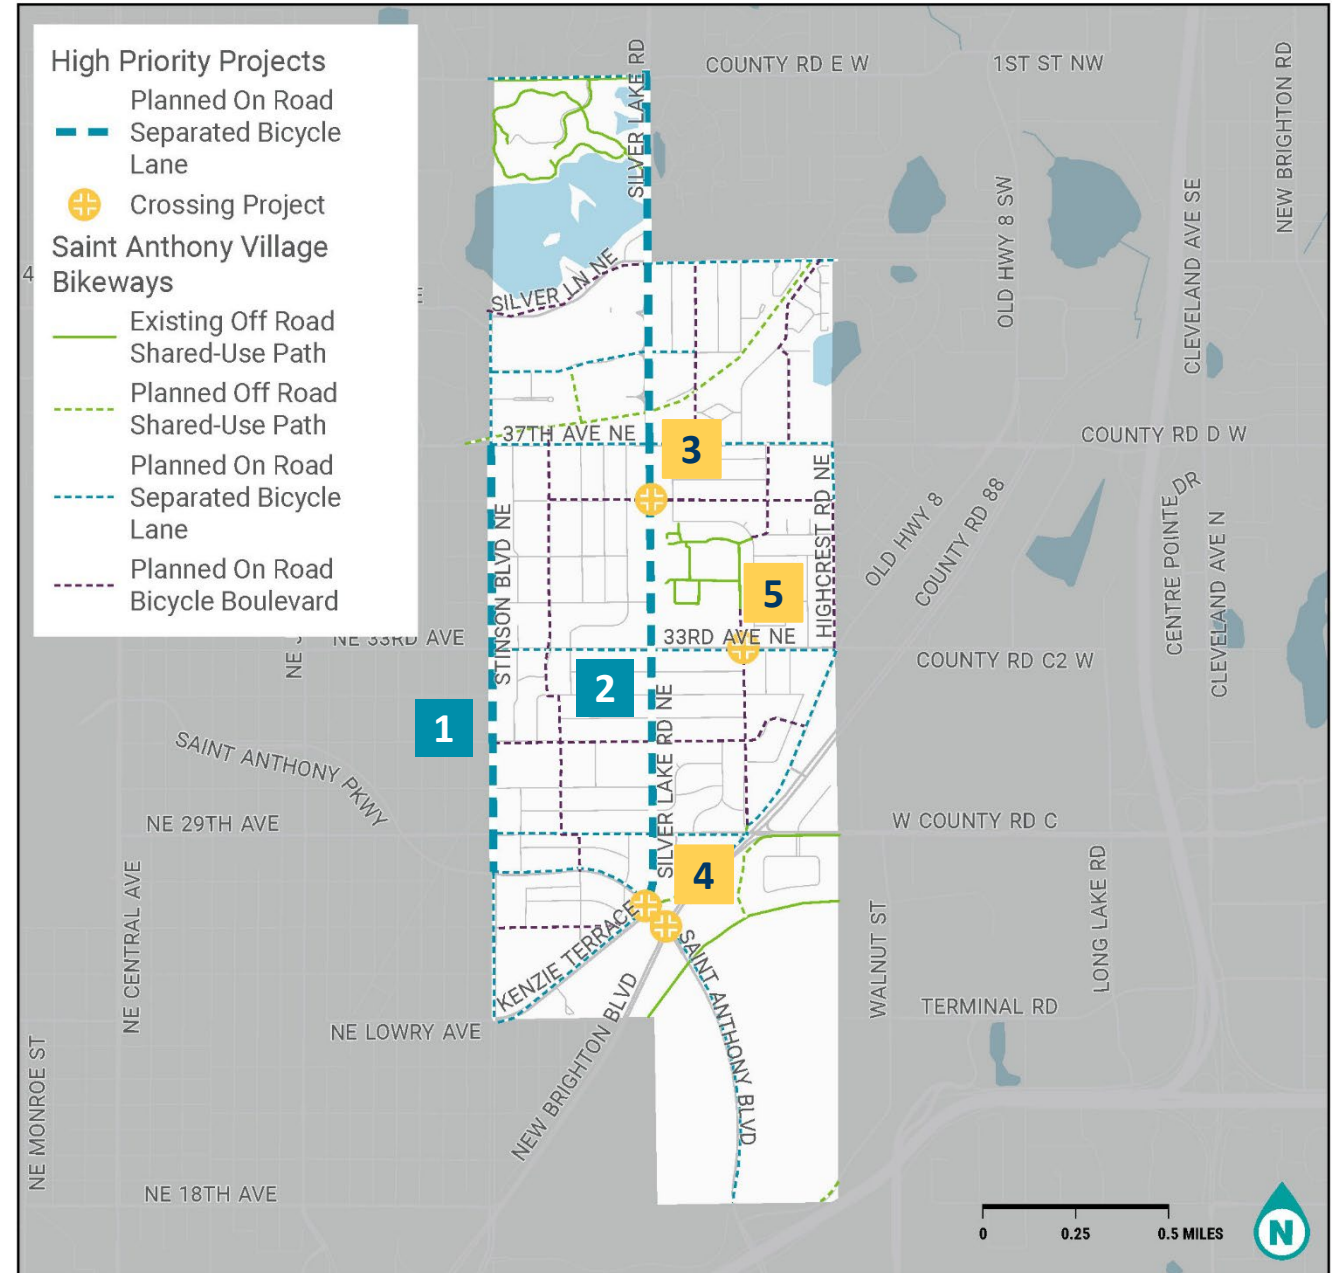 High Priority Projects
Planned On Road
Separated Bicycle
Lane
Crossing Project
Saint Anthony Village
Bikeways
Existing Off Road
Shared-Use Path
Planned Off Road
Shared-Use Path
Planned On Road
Separated Bicycle
Lane
Planned On Road
Bicycle Boulevard
SILVER LAKE RD
COUNTY RD E W
1ST ST NW
NEW BRIGHTON RD
OLD HWY 8 SW
CLEVELAND AVE SE
4
E
SILVER LN NE
37TH AVE NE
3
COUNTY RD D W
STINSON BLVD NE
HIGHCREST RD NE
OLD HWY 8
COUNTY RD 88
CENTRE POINTE DR
CLEVELAND AVE N
5
NE 33RD AVE
33RD AVE NE
COUNTY RD C2 W
NE
2
1
SILVER LAKE RD NE
SAINT ANTHONY PKWY
NE 29TH AVE
W COUNTY RD C
4
NE CENTRAL AVE
KENZIE TERRACE
SAINT ANTHONY BLVD
WALNUT ST
LONG LAKE RD
NE LOWRY AVE
NEW BRIGHTON BLVD
TERMINAL RD
NE MONROE ST
NE 18TH AVE
0
0.25
0.5 MILES
N